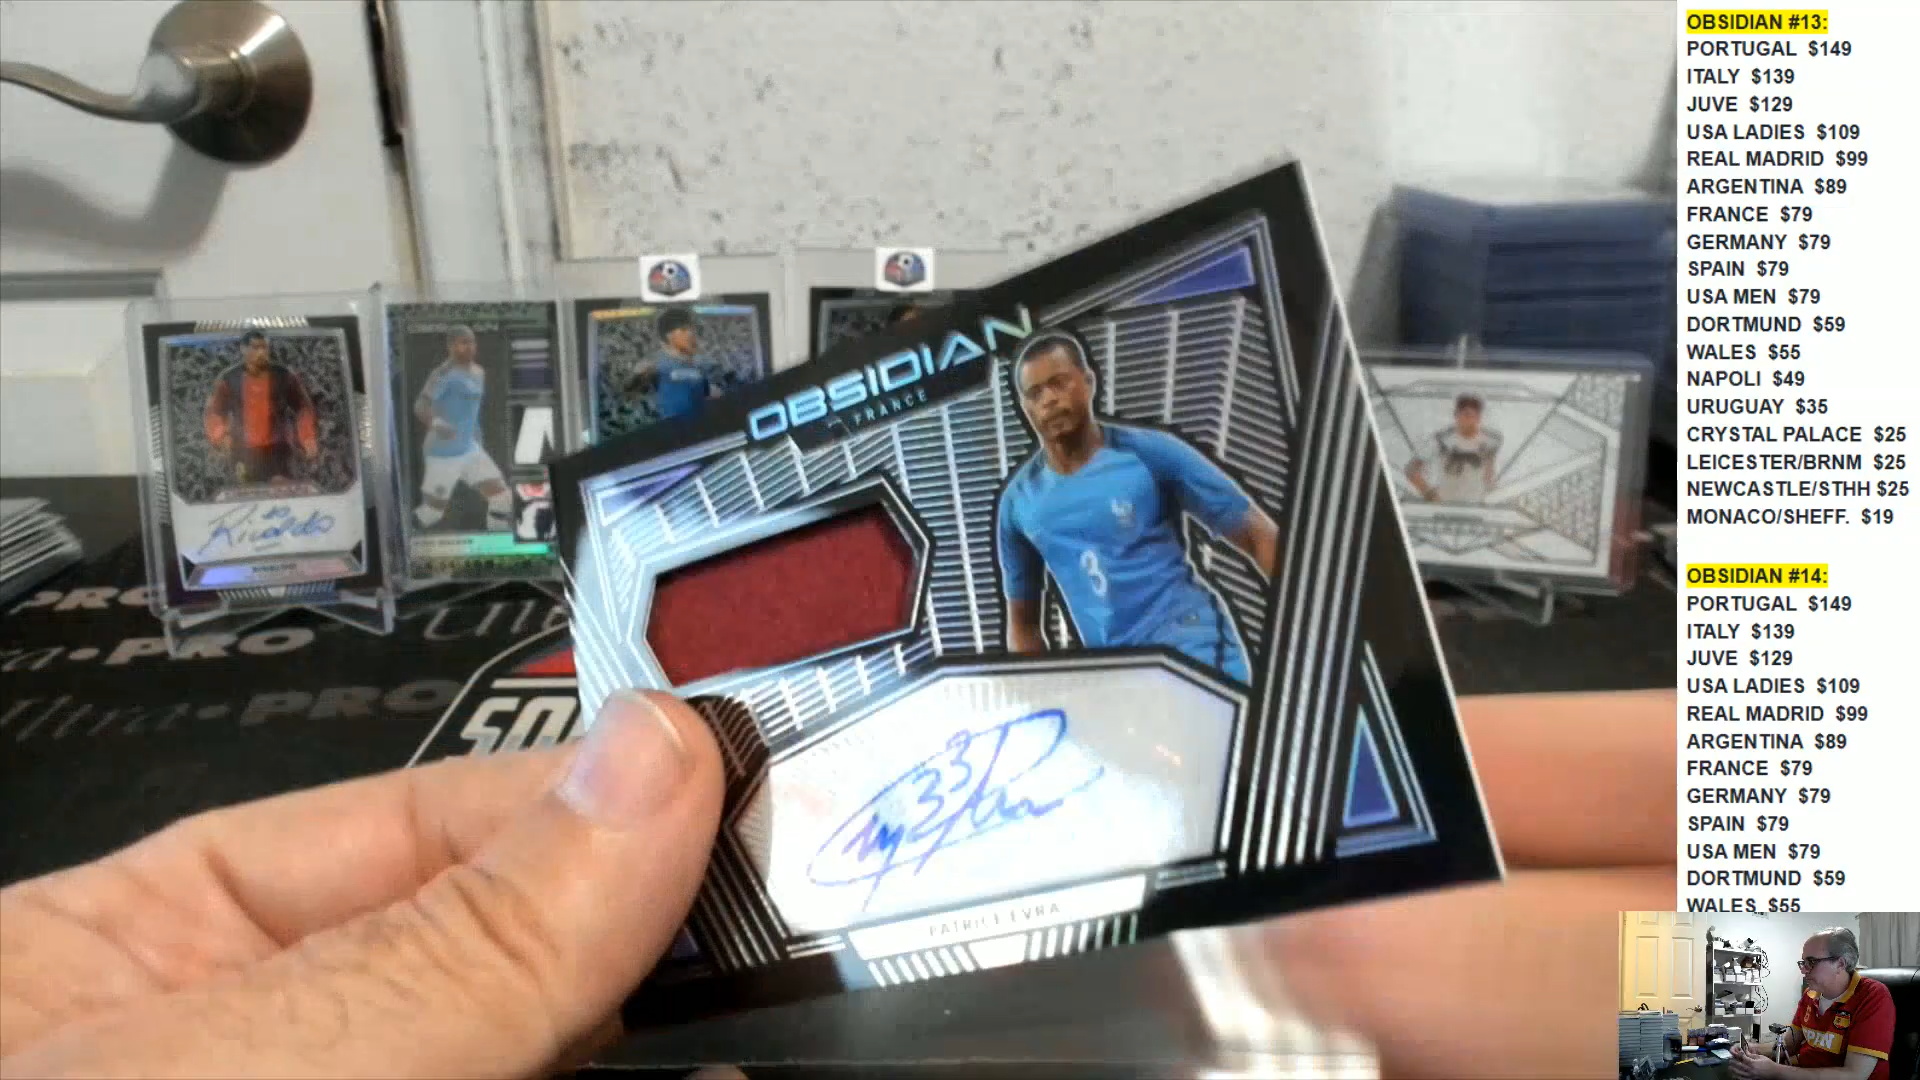 OBSIDIAN #13:
PORTUGAL $149
ITALY $139
JUVE $129
USA LADIES $109
REAL MADRID $99
ARGENTINA $89
FRANCE $79
GERMANY $79
SPAIN $79
USA MEN $79
DORTMUND $59
WALES $55
NAPOLI $49
URUGUAY $35
CRYSTAL PALACE $25
LEICESTER/BRNM $25
NEWCASTLE/STHH $25
MONACO/SHEFF. $19
OBSIDIAN #14:
PORTUGAL $149
ITALY $139
JUVE $129
USA LADIES $109
REAL MADRID $99
ARGENTINA $89
FRANCE $79
GERMANY $79
SPAIN $79
USA MEN $79
DORTMUND $59
WALES $55
OBSIDIAN
FRANCE
3
33
PATRICE EVRA
PRO
PRO
PRO